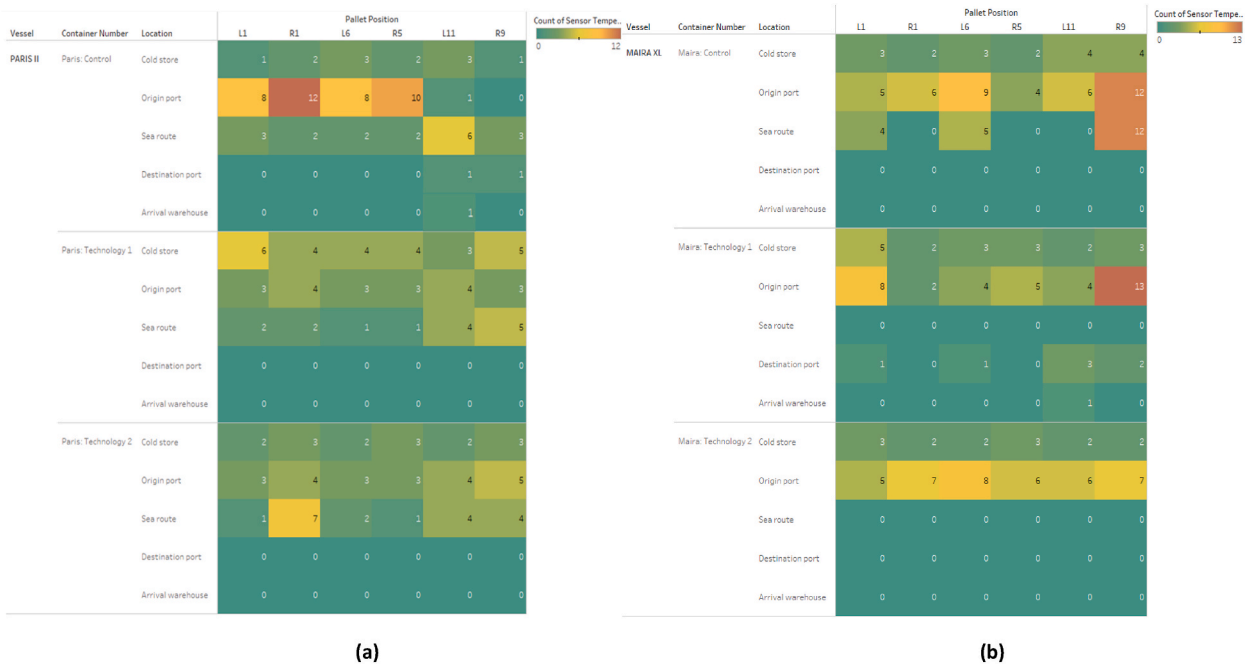 Pallet Position
Vessel Container Number Location L1 R1 L6 R5 L11 R9
Count of Sensor Tempe..
0 12
PARIS II Paris: Control Cold store 1 2 3 2 3 1
Origin port 8 12 8 10 1 0
Sea route 3 2 2 2 6 3
Destination port 0 0 0 0 1 1
Arrival warehouse 0 0 0 0 1 0
Paris: Technology 1 Cold store 6 4 4 4 3 5
Origin port 3 4 3 3 4 3
Sea route 2 2 1 1 4 5
Destination port 0 0 0 0 0 0
Arrival warehouse 0 0 0 0 0 0
Paris: Technology 2 Cold store 2 3 2 3 2 3
Origin port 3 4 3 3 4 5
Sea route 1 7 2 1 4 4
Destination port 0 0 0 0 0 0
Arrival warehouse 0 0 0 0 0 0
(a)
Pallet Position
Vessel Container Number Location L1 R1 L6 R5 L11 R9
Count of Sensor Tempe..
0 13
MAIRA XL Maira: Control Cold store 3 2 3 2 4 4
Origin port 5 6 9 4 6 12
Sea route 4 0 5 0 0 12
Destination port 0 0 0 0 0 0
Arrival warehouse 0 0 0 0 0 0
Maira: Technology 1 Cold store 5 2 3 3 2 3
Origin port 8 2 4 5 4 13
Sea route 0 0 0 0 0 0
Destination port 1 0 1 0 3 2
Arrival warehouse 0 0 0 0 1 0
Maira: Technology 2 Cold store 3 2 2 3 2 2
Origin port 5 7 8 6 6 7
Sea route 0 0 0 0 0 0
Destination port 0 0 0 0 0 0
Arrival warehouse 0 0 0 0 0 0
(b)